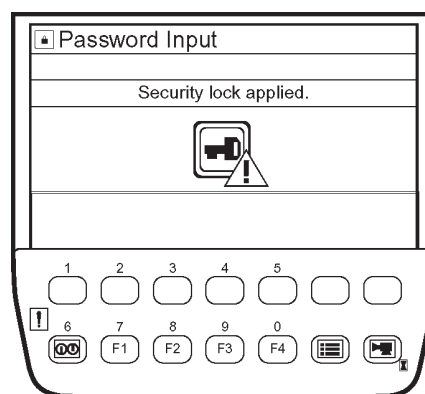 Password Input
Security lock applied.
1 2 3 4 5
6 7 8 9 0
F1 F2 F3 F4